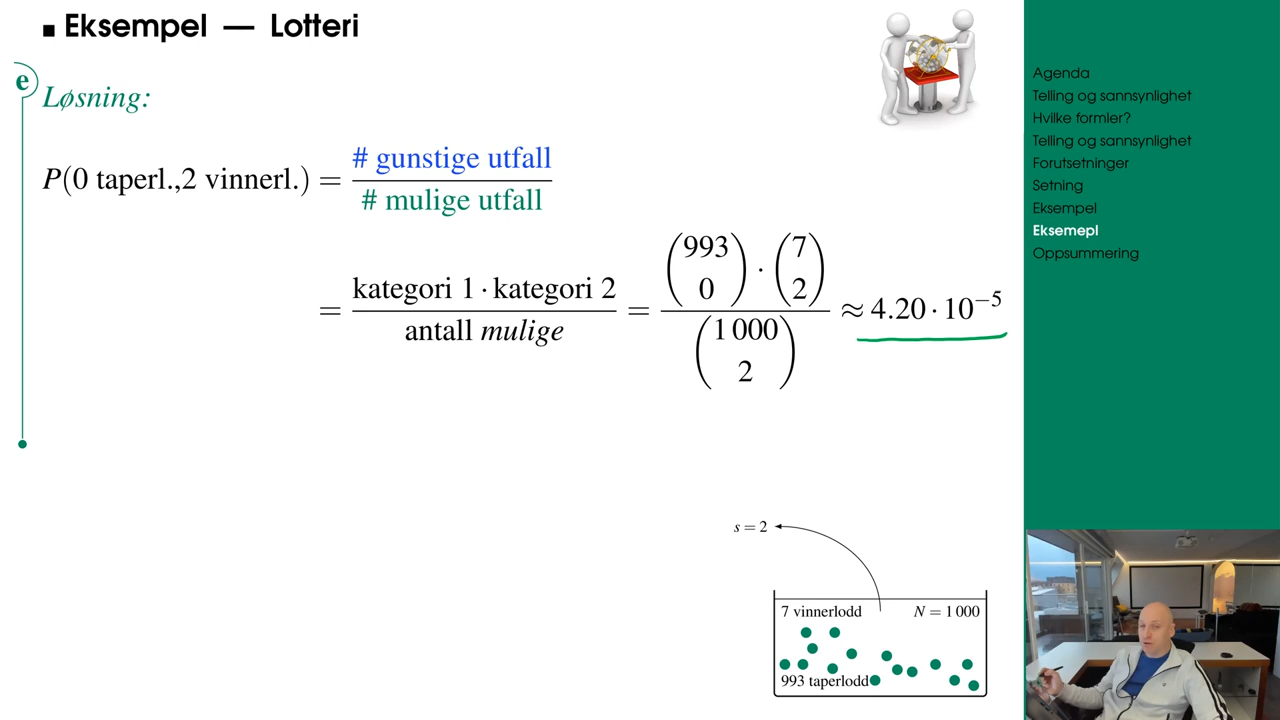 ▪ Eksempel — Lotteri
e
Løsning:
P(0 taperl.,2 vinnerl.) = # gunstige utfall / # mulige utfall
= kategori 1 · kategori 2 / antall mulige = (993 0) · (7 2) / (1 000 2) ≈ 4.20 · 10⁻⁵
s = 2
7 vinnerlodd N = 1 000
993 taperlodd
Agenda
Telling og sannsynlighet
Hvilke formler?
Telling og sannsynlighet
Forutsetninger
Setning
Eksempel
Eksemepl
Oppsummering